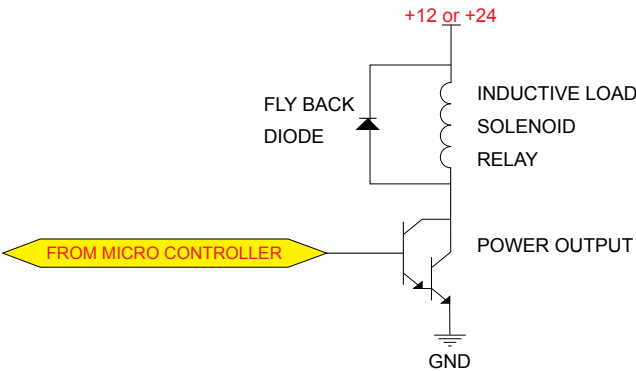 +12 or +24
FLY BACK
DIODE
INDUCTIVE LOAD
SOLENOID
RELAY
FROM MICRO CONTROLLER
POWER OUTPUT
GND